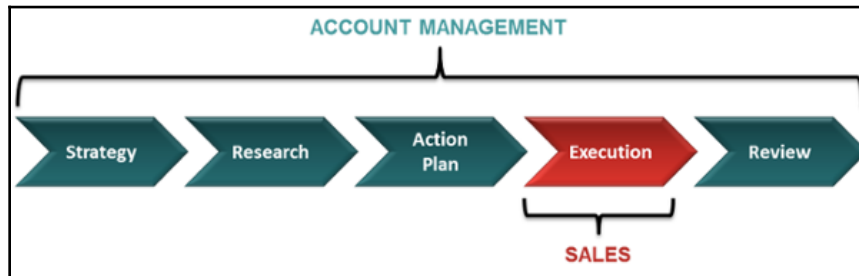 ACCOUNT MANAGEMENT
Strategy
Research
Action
Plan
Execution
Review
SALES